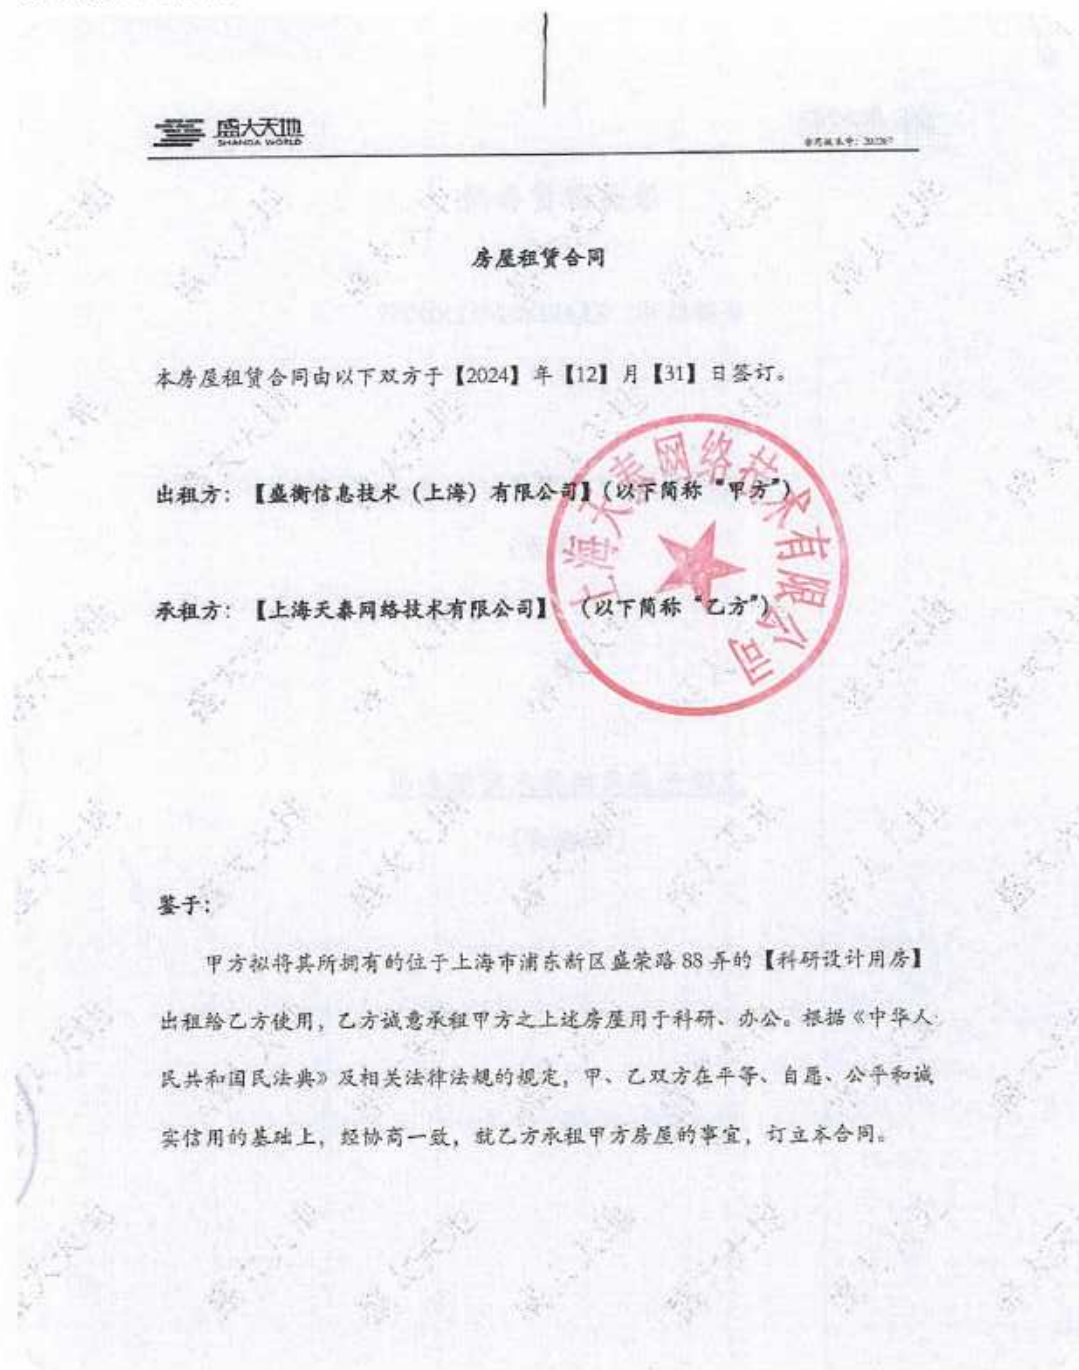 盛大天地
SHANDA WORLD
房屋租赁合同
本房屋租赁合同由以下双方于【2024】年【12】月【31】日签订。
出租方：【盛衡信息技术（上海）有限公司】（以下简称“甲方”）
承租方：【上海天泰网络技术有限公司】（以下简称“乙方”）
上海天泰网络技术有限公司
鉴于：
甲方拟将其所拥有的位于上海市浦东新区盛荣路 88 弄的【科研设计用房】
出租给乙方使用，乙方诚意承租甲方之上述房屋用于科研、办公。根据《中华人
民共和国民法典》及相关法律法规的规定，甲、乙双方在平等、自愿、公平和诚
实信用的基础上，经协商一致，就乙方承租甲方房屋的事宜，订立本合同。